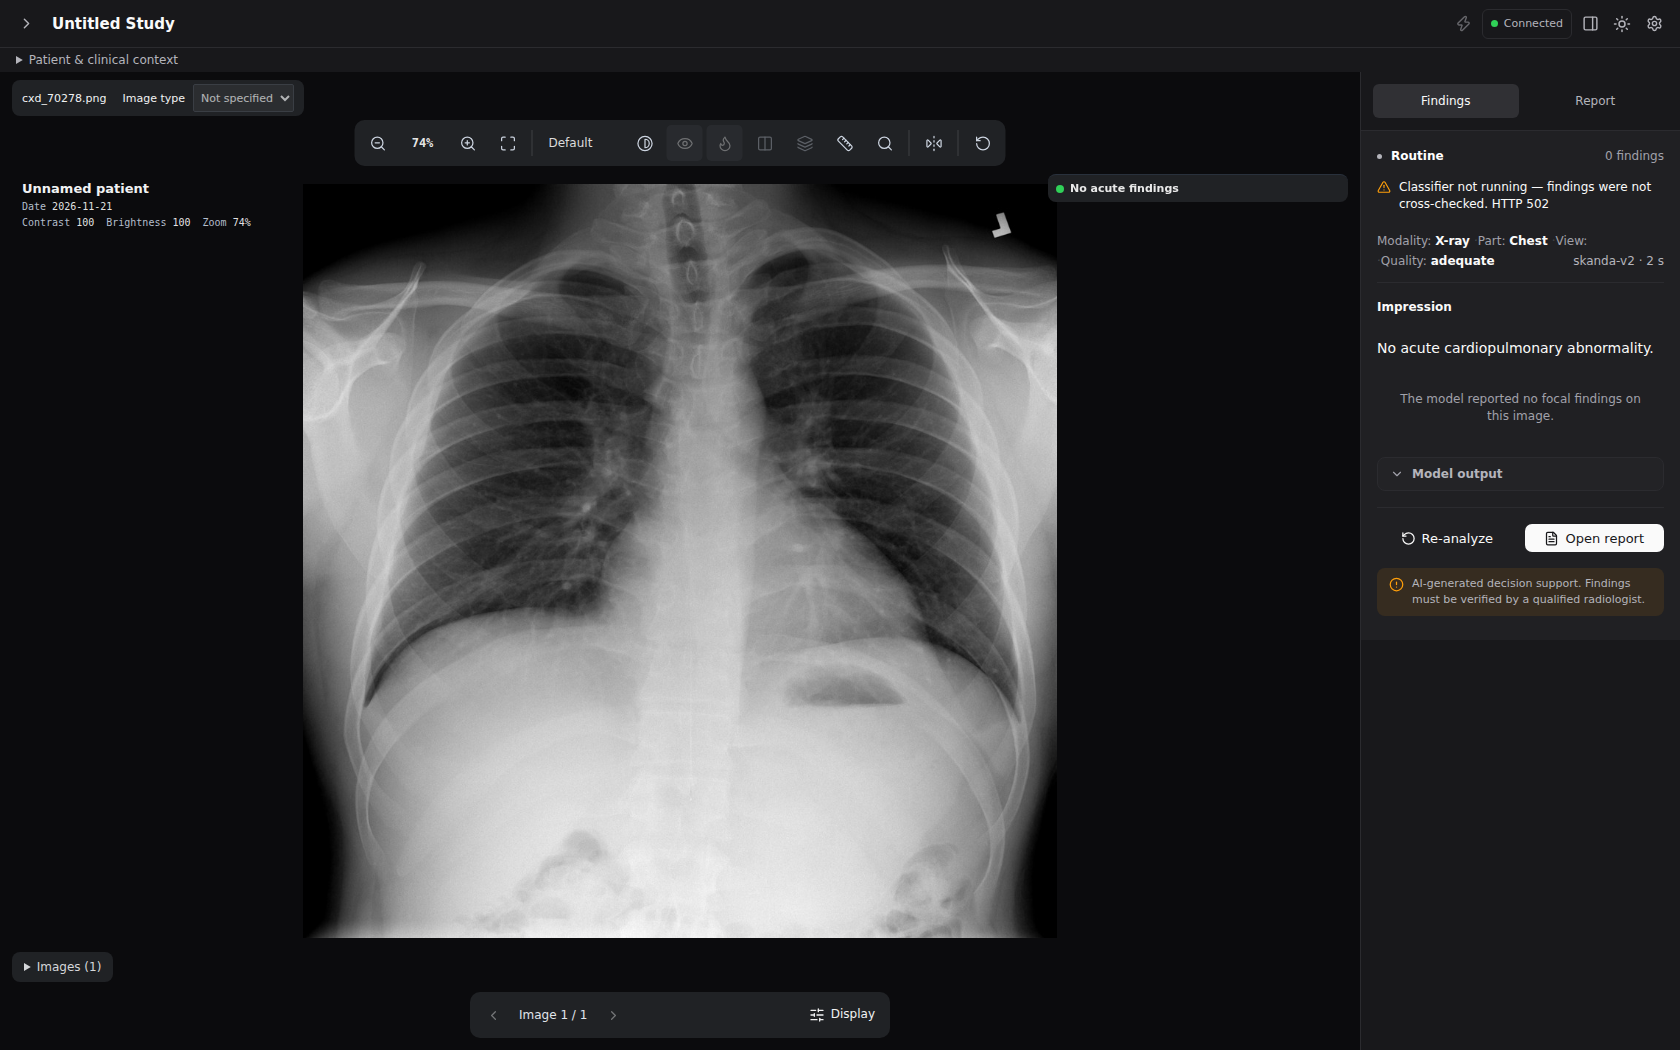 Untitled Study
Connected
Patient & clinical context
cxd_70278.png Image type Not specified
74% Default
Unnamed patient
Date 2026-11-21
Contrast 100 Brightness 100 Zoom 74%
No acute findings
Images (1)
Image 1 / 1
Display
Findings Report
Routine 0 findings
Classifier not running — findings were not
cross-checked. HTTP 502
Modality: X-ray Part: Chest View:
Quality: adequate skanda-v2 · 2 s
Impression
No acute cardiopulmonary abnormality.
The model reported no focal findings on
this image.
Model output
Re-analyze Open report
AI-generated decision support. Findings
must be verified by a qualified radiologist.